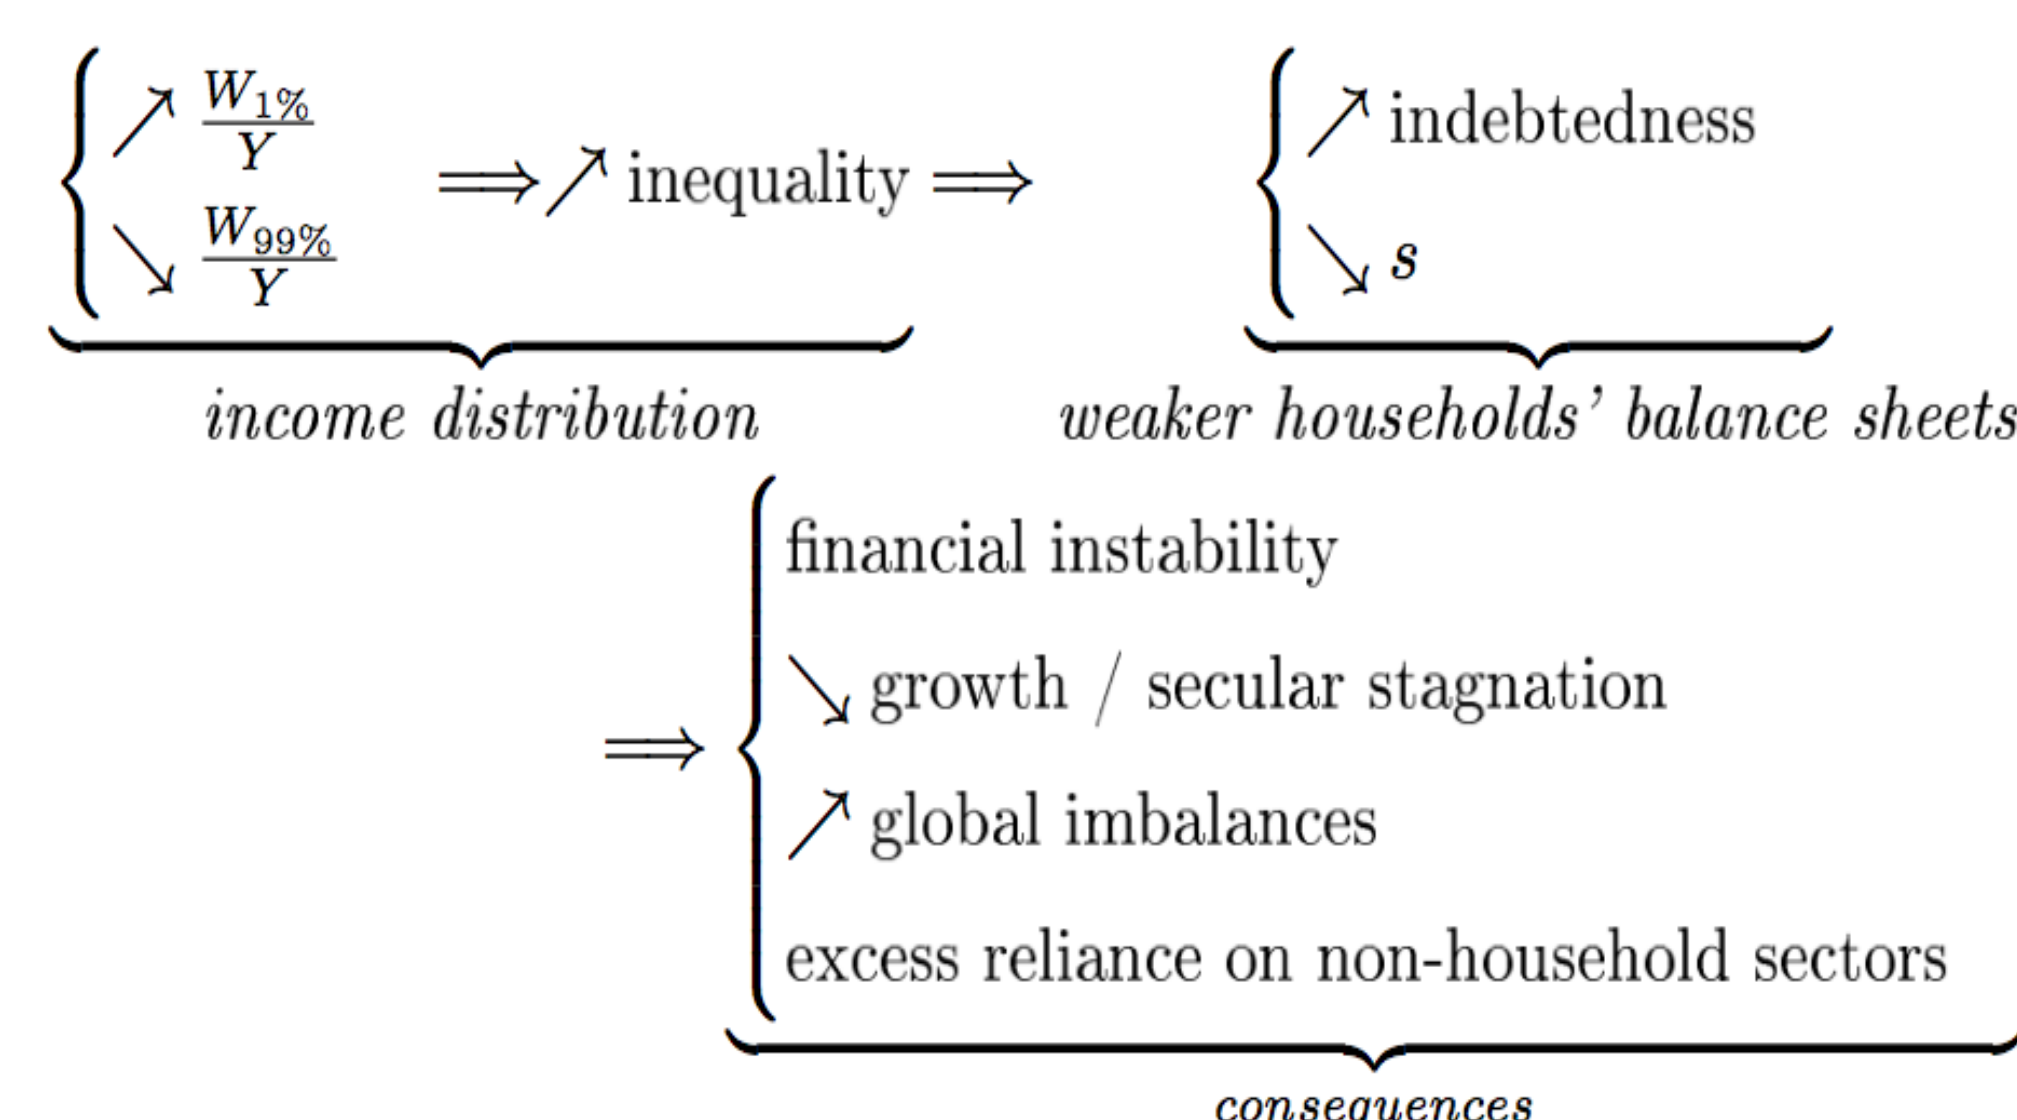 ↗ W1%/Y
⟹ ↗ inequality ⟹
↘ W99%/Y
income distribution
↗ indebtedness
↘ s
weaker households’ balance sheets
⟹
financial instability
↘ growth / secular stagnation
↗ global imbalances
excess reliance on non-household sectors
consequences